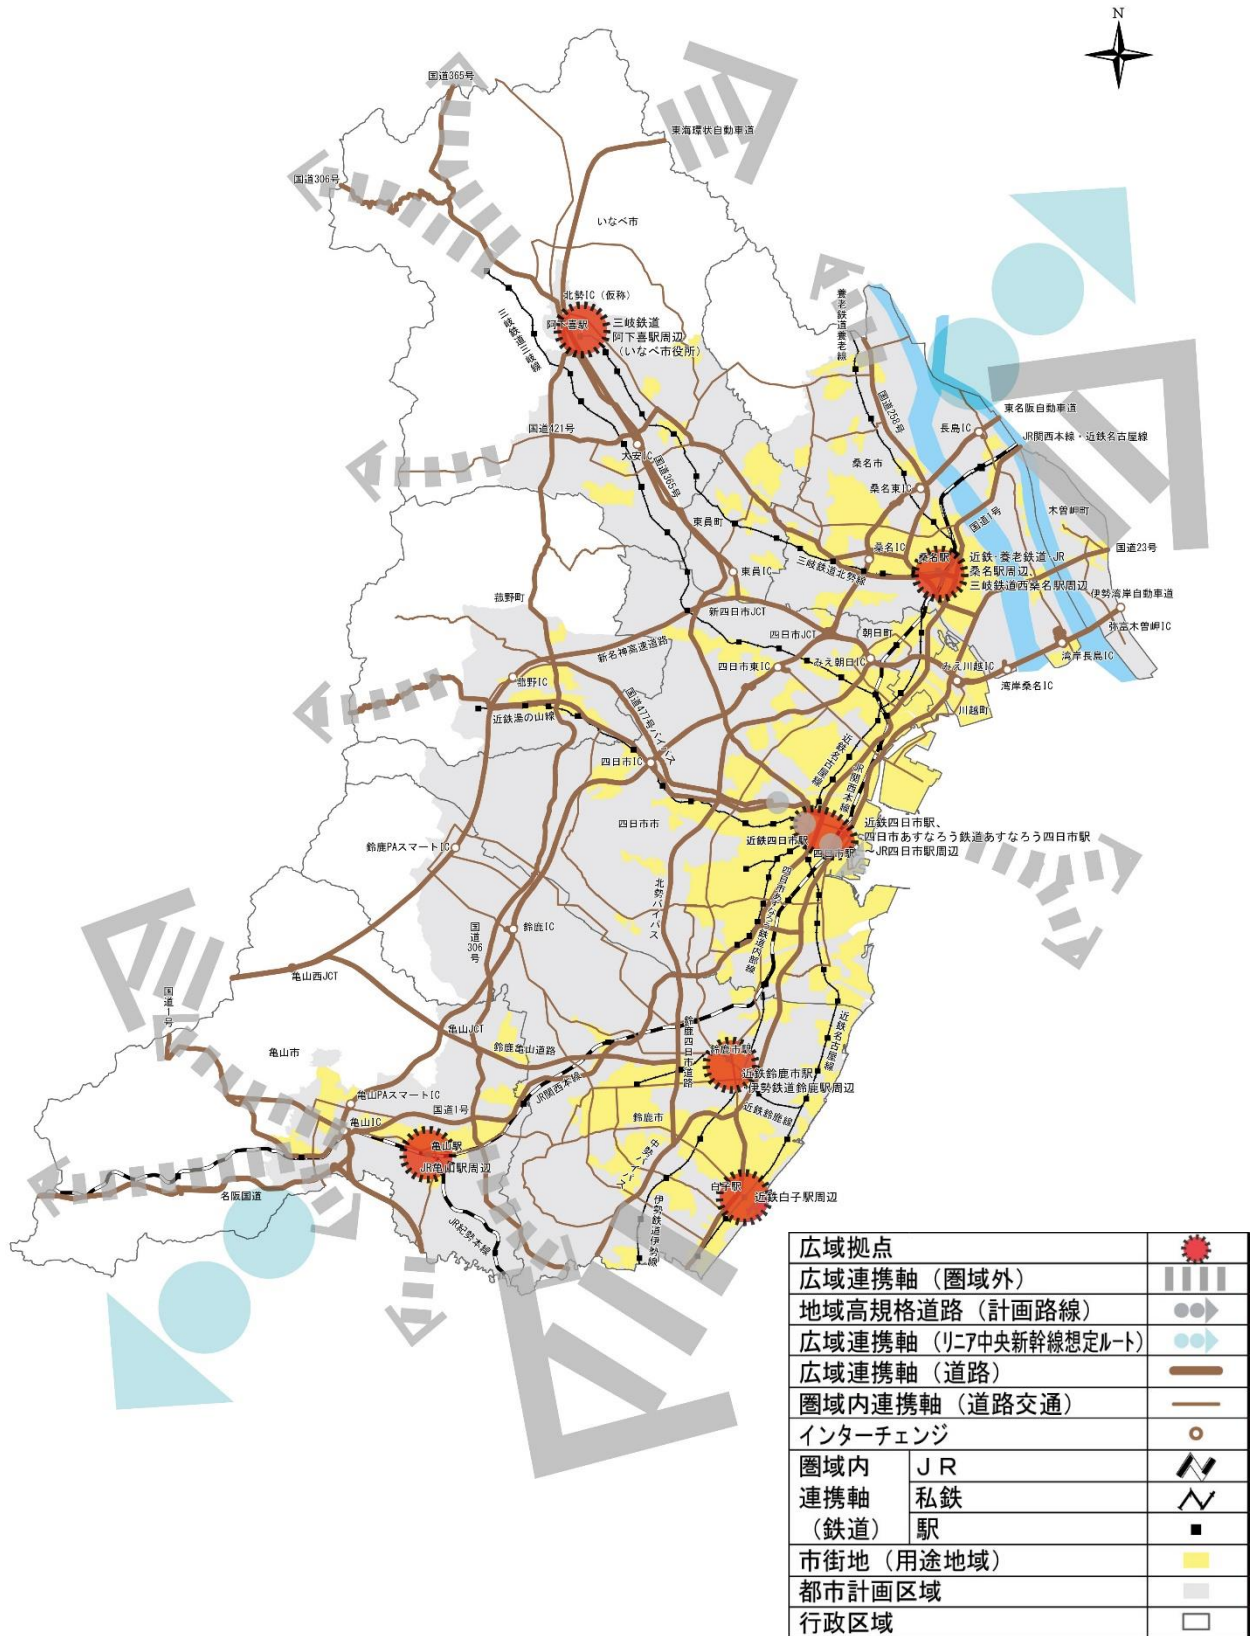 N
国道365号
東海環状自動車道
国道306号
いなべ市
北勢IC（仮称）
養老鉄道養老線
阿下喜駅
三岐鉄道
阿下喜駅周辺
（いなべ市役所）
三岐鉄道三岐線
国道258号
東名阪自動車道
長島IC
JR関西本線・近鉄名古屋線
国道421号
大安IC
国道365号
桑名市
桑名東IC
木曽岬町
国道1号
東員町
国道23号
桑名IC
桑名駅
近鉄・養老鉄道・JR
桑名駅周辺、
三岐鉄道西桑名駅周辺
三岐鉄道北勢線
東員IC
伊勢湾岸自動車道
菰野町
新四日市JCT
弥富木曽岬IC
四日市JCT
朝日町
新名神高速道路
湾岸長島IC
四日市東IC
みえ朝日IC
みえ川越IC
菰野IC
湾岸桑名IC
国道477号バイパス
近鉄湯の山線
川越町
近鉄名古屋線
JR関西本線
四日市IC
四日市市
近鉄四日市駅
四日市駅
近鉄四日市駅、
四日市あすなろう鉄道あすなろう四日市駅
～JR四日市駅周辺
鈴鹿PAスマートIC
四日市あすなろう鉄道内部線
北勢バイパス
鈴鹿IC
国道306号
亀山西JCT
国道1号
近鉄名古屋線
亀山JCT
鈴鹿四日市道路
亀山市
鈴鹿亀山道路
鈴鹿市駅
近鉄鈴鹿市駅・
伊勢鉄道鈴鹿駅周辺
JR関西本線
亀山PAスマートIC
国道1号
近鉄鈴鹿線
亀山IC
鈴鹿市
亀山駅
中勢バイパス
JR亀山駅周辺
白子駅
近鉄白子駅周辺
名阪国道
JR紀勢本線
伊勢鉄道伊勢線
広域拠点
広域連携軸（圏域外）
地域高規格道路（計画路線）
広域連携軸（リニア中央新幹線想定ルート）
広域連携軸（道路）
圏域内連携軸（道路交通）
インターチェンジ
圏域内 ＪＲ
連携軸 私鉄
（鉄道） 駅
市街地（用途地域）
都市計画区域
行政区域